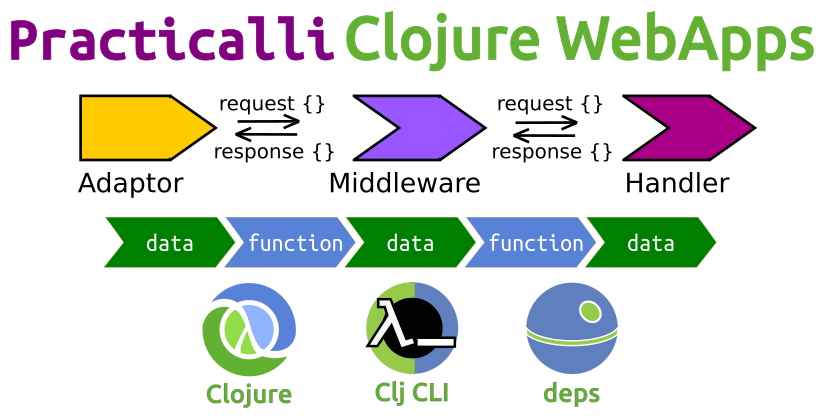 Practicalli Clojure WebApps
request {} request {}
response {} response {}
Adaptor Middleware Handler
data function data function data
Clojure Clj CLI deps